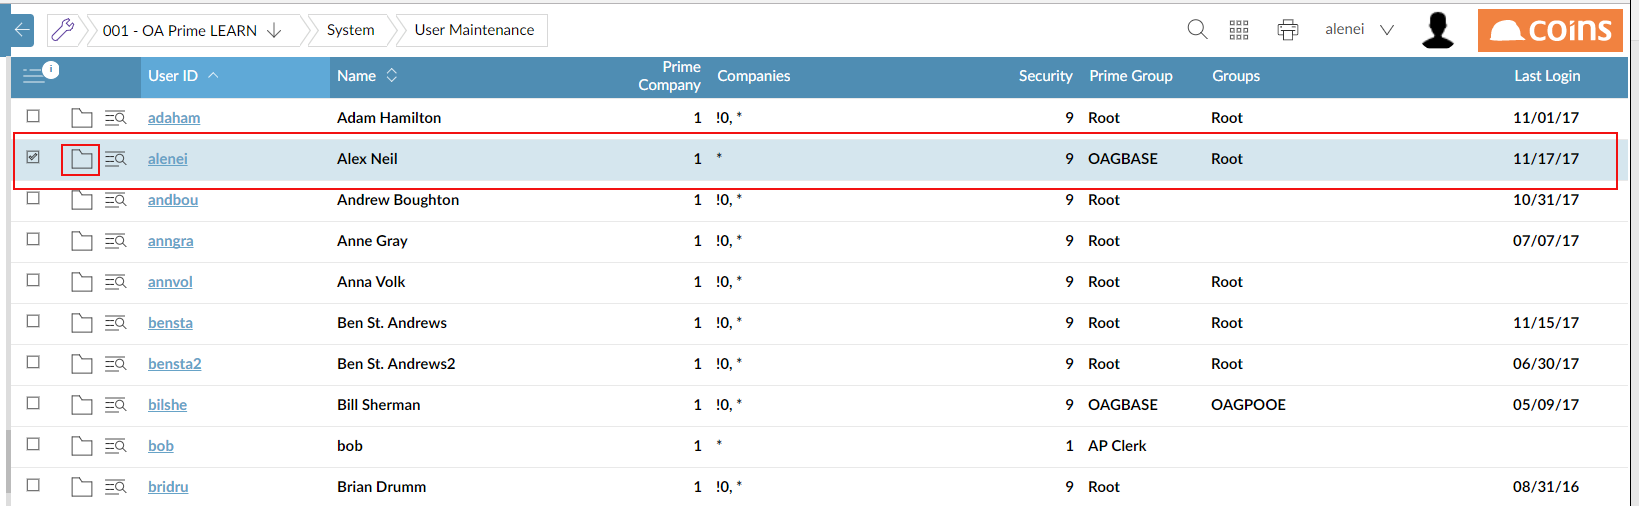 001 - OA Prime LEARN System User Maintenance alenei coins
i User ID Name Prime Company Companies Security Prime Group Groups Last Login
adaham Adam Hamilton 1 !0, * 9 Root Root 11/01/17
alenei Alex Neil 1 * 9 OAGBASE Root 11/17/17
andbou Andrew Boughton 1 !0, * 9 Root 10/31/17
anngra Anne Gray 1 !0, * 9 Root 07/07/17
annvol Anna Volk 1 !0, * 9 Root Root
bensta Ben St. Andrews 1 !0, * 9 Root Root 11/15/17
bensta2 Ben St. Andrews2 1 !0, * 9 Root Root 06/30/17
bilshe Bill Sherman 1 !0, * 9 OAGBASE OAGPOOE 05/09/17
bob bob 1 * 1 AP Clerk
bridru Brian Drumm 1 !0, * 9 Root 08/31/16